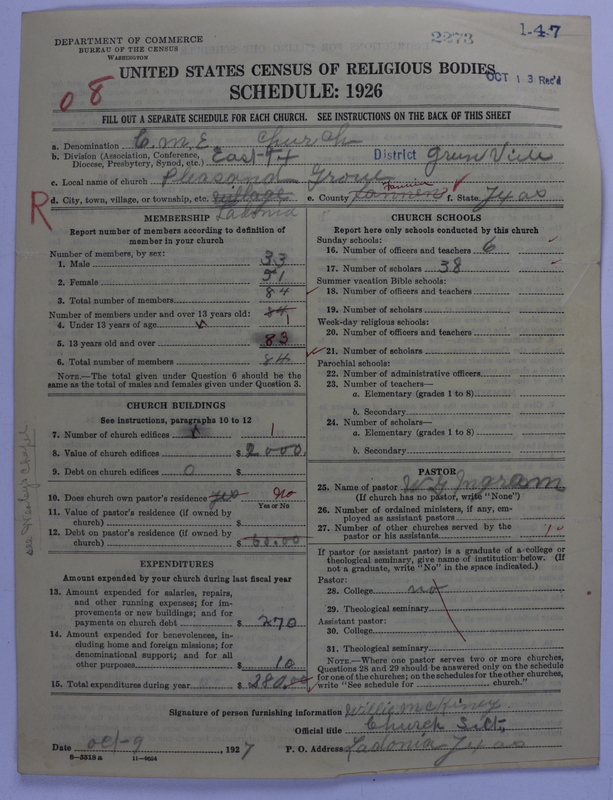 2273
1-47
DEPARTMENT OF COMMERCE
BUREAU OF THE CENSUS
WASHINGTON
UNITED STATES CENSUS OF RELIGIOUS BODIES
OCT 13 Rec'd
SCHEDULE: 1926
08
FILL OUT A SEPARATE SCHEDULE FOR EACH CHURCH. SEE INSTRUCTIONS ON THE BACK OF THIS SHEET
a. Denomination C. M. E. Church
b. Division (Association, Conference, Diocese, Presbytery, Synod, etc.) East-TX District Grun Ville
c. Local name of church Pleasand Grove
R
d. City, town, village, or township, etc. village Ladonia e. County Fannin f. State Texas
MEMBERSHIP
Report number of members according to definition of
member in your church
Number of members, by sex:
1. Male 33
2. Female 51
3. Total number of members 84
Number of members under and over 13 years old: 84
4. Under 13 years of age 1
5. 13 years old and over 83
6. Total number of members 84
NOTE.—The total given under Question 6 should be
same as the total of males and females given under Question 3.
CHURCH BUILDINGS
See instructions, paragraphs 10 to 12
7. Number of church edifices 1
8. Value of church edifices $ 2000
9. Debt on church edifices 0 $
10. Does church own pastor's residence yes No
Yes or No
11. Value of pastor's residence (if owned by
church) $
12. Debt on pastor's residence (if owned by
church) $ 60.00
see Wesley's Chapel
EXPENDITURES
Amount expended by your church during last fiscal year
13. Amount expended for salaries, repairs,
and other running expenses; for im-
provements or new buildings; and for
payments on church debt $ 270
14. Amount expended for benevolences, in-
cluding home and foreign missions; for
denominational support; and for all
other purposes $ 10
15. Total expenditures during year $ 280.00
CHURCH SCHOOLS
Report here only schools conducted by this church
Sunday schools:
16. Number of officers and teachers 6
17. Number of scholars 38
Summer vacation Bible schools:
18. Number of officers and teachers
19. Number of scholars
Week-day religious schools:
20. Number of officers and teachers
21. Number of scholars
Parochial schools:
22. Number of administrative officers
23. Number of teachers—
a. Elementary (grades 1 to 8)
b. Secondary
24. Number of scholars—
a. Elementary (grades 1 to 8)
b. Secondary
PASTOR
25. Name of pastor Ingram
(If church has no pastor, write "None")
26. Number of ordained ministers, if any, em-
ployed as assistant pastors
27. Number of other churches served by the
pastor or his assistants
If pastor (or assistant pastor) is a graduate of a college or
theological seminary, give name of institution below. (If
not a graduate, write "No" in the space indicated.)
Pastor:
28. College no
29. Theological seminary
Assistant pastor:
30. College
31. Theological seminary
NOTE.—Where one pastor serves two or more churches,
Questions 28 and 29 should be answered only on the schedule
for one of the churches; on the schedules for the other churches,
write "See schedule for church."
Signature of person furnishing information Willie McKiney
Official title Church
Date oct-9, 1927 P. O. Address Ladonia Texas
6—5518a 11—9054